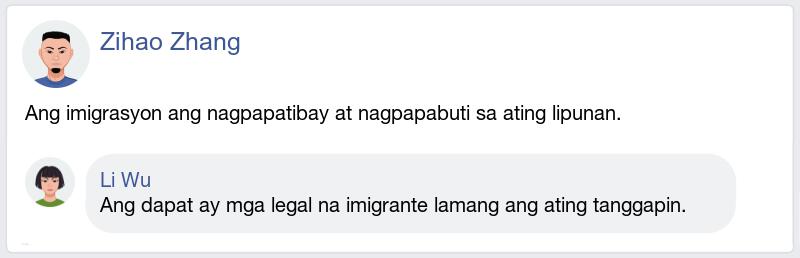 Zihao Zhang
Ang imigrasyon ang nagpapatibay at nagpapabuti sa ating lipunan.
Li Wu
Ang dapat ay mga legal na imigrante lamang ang ating tanggapin.